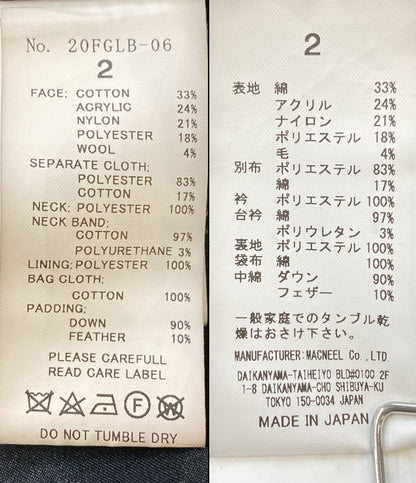 No. 20FGLB-06
2
FACE; COTTON 33%
ACRYLIC 24%
NYLON 21%
POLYESTER 18%
WOOL 4%
SEPARATE CLOTH;
POLYESTER 83%
COTTON 17%
NECK; POLYESTER 100%
NECK BAND;
COTTON 97%
POLYURETHANE 3%
LINING; POLYESTER 100%
BAG CLOTH;
COTTON 100%
PADDING;
DOWN 90%
FEATHER 10%
PLEASE CAREFULL
READ CARE LABEL
DO NOT TUMBLE DRY
2
表地 綿 33%
アクリル 24%
ナイロン 21%
ポリエステル 18%
毛 4%
別布 ポリエステル 83%
綿 17%
衿 ポリエステル 100%
台衿 綿 97%
ポリウレタン 3%
裏地 ポリエステル 100%
袋布 綿 100%
中綿 ダウン 90%
フェザー 10%
一般家庭でのタンブル乾
燥はおさけ下さい。
MANUFACTURER:MACNEEL CO.,LTD.
DAIKANYAMA-TAIHEIYO BLD#0100 2F
1-8 DAIKANYAMA-CHO SHIBUYA-KU
TOKYO 150-0034 JAPAN
MADE IN JAPAN